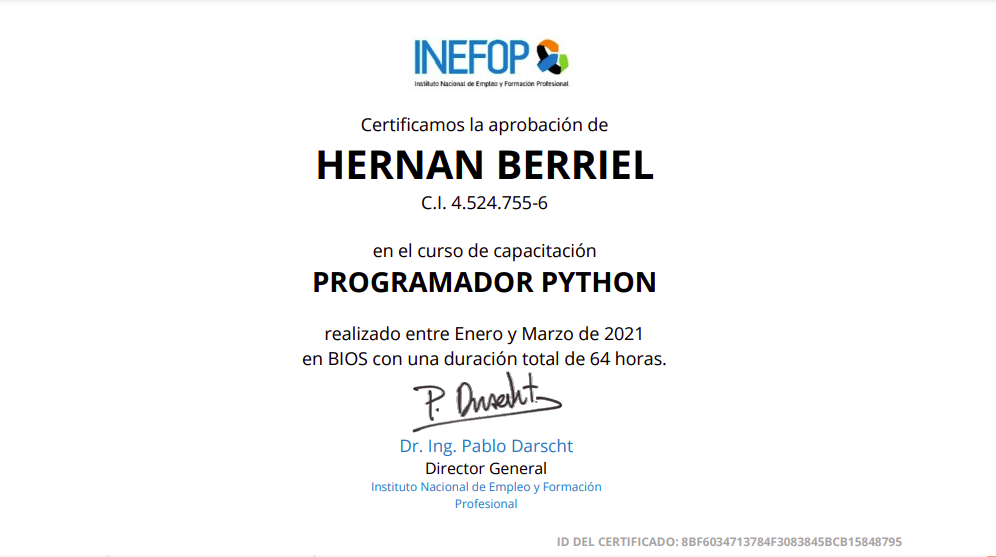 INEFOP
Instituto Nacional de Empleo y Formación Profesional
Certificamos la aprobación de
HERNAN BERRIEL
C.I. 4.524.755-6
en el curso de capacitación
PROGRAMADOR PYTHON
realizado entre Enero y Marzo de 2021
en BIOS con una duración total de 64 horas.
P. Darscht
Dr. Ing. Pablo Darscht
Director General
Instituto Nacional de Empleo y Formación
Profesional
ID DEL CERTIFICADO: 8BF6034713784F3083845BCB15848795